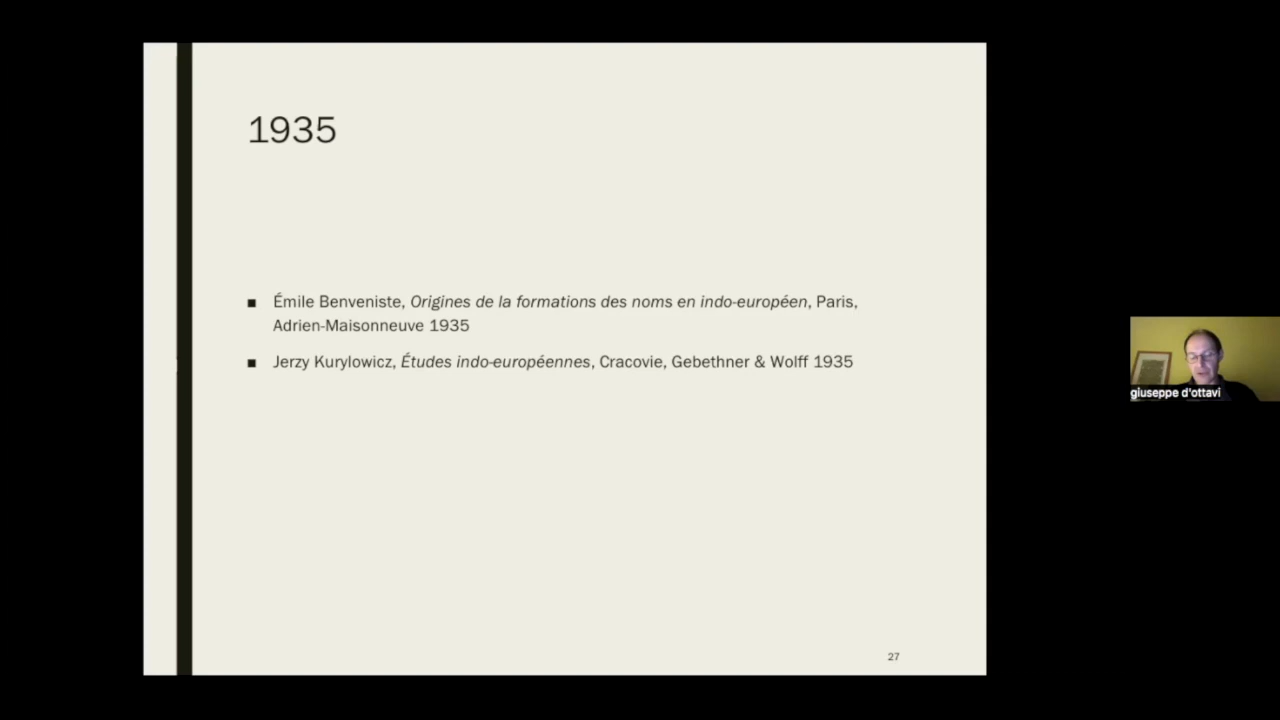 1935
■ Émile Benveniste, Origines de la formations des noms en indo-européen, Paris,
Adrien-Maisonneuve 1935
■ Jerzy Kurylowicz, Études indo-européennes, Cracovie, Gebethner & Wolff 1935
giuseppe d'ottavi
27